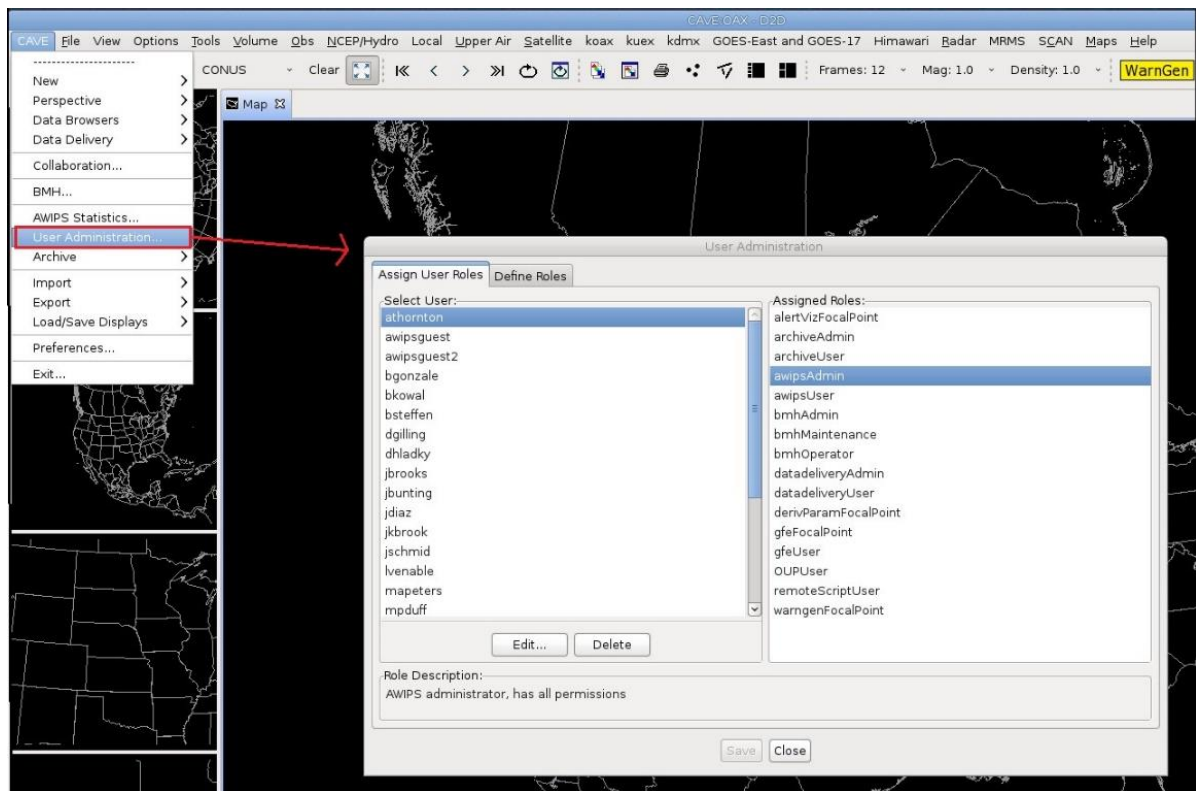 CAVE:OAX - D2D
CAVE File View Options Tools Volume Obs NCEP/Hydro Local Upper Air Satellite koax kuex kdmx GOES-East and GOES-17 Himawari Radar MRMS SCAN Maps Help
CONUS Clear Frames: 12 Mag: 1.0 Density: 1.0 WarnGen
New
Perspective
Data Browsers
Data Delivery
Collaboration...
BMH...
AWIPS Statistics...
User Administration...
Archive
Import
Export
Load/Save Displays
Preferences...
Exit...
Map
User Administration
Assign User Roles Define Roles
Select User:
athornton
awipsguest
awipsguest2
bgonzale
bkowal
bsteffen
dgilling
dhladky
jbrooks
jbunting
jdiaz
jkbrook
jschmid
lvenable
mapeters
mpduff
Edit... Delete
Assigned Roles:
alertVizFocalPoint
archiveAdmin
archiveUser
awipsAdmin
awipsUser
bmhAdmin
bmhMaintenance
bmhOperator
datadeliveryAdmin
datadeliveryUser
derivParamFocalPoint
gfeFocalPoint
gfeUser
OUPUser
remoteScriptUser
warngenFocalPoint
Role Description:
AWIPS administrator, has all permissions
Save Close